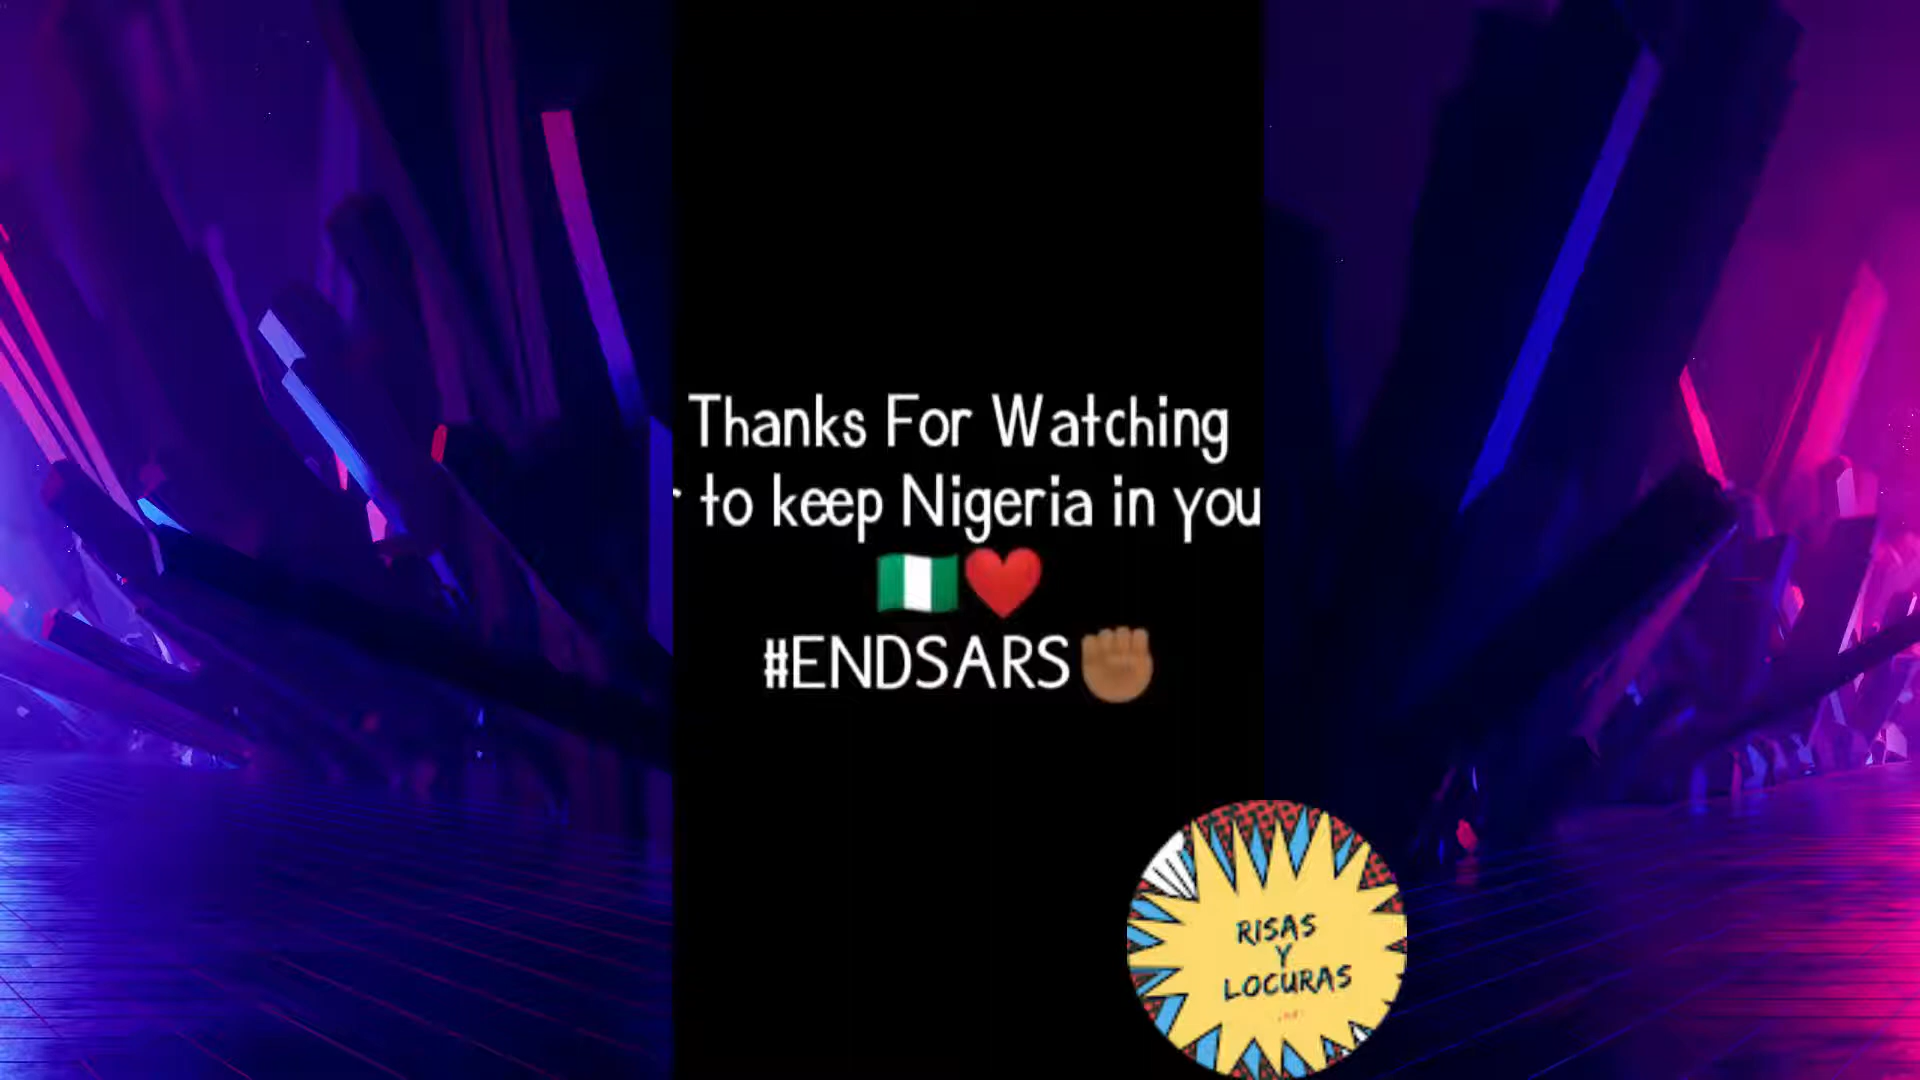 Thanks For Watching
to keep Nigeria in you
🇳🇬❤️
#ENDSARS✊🏾
RISAS
Y
LOCURAS